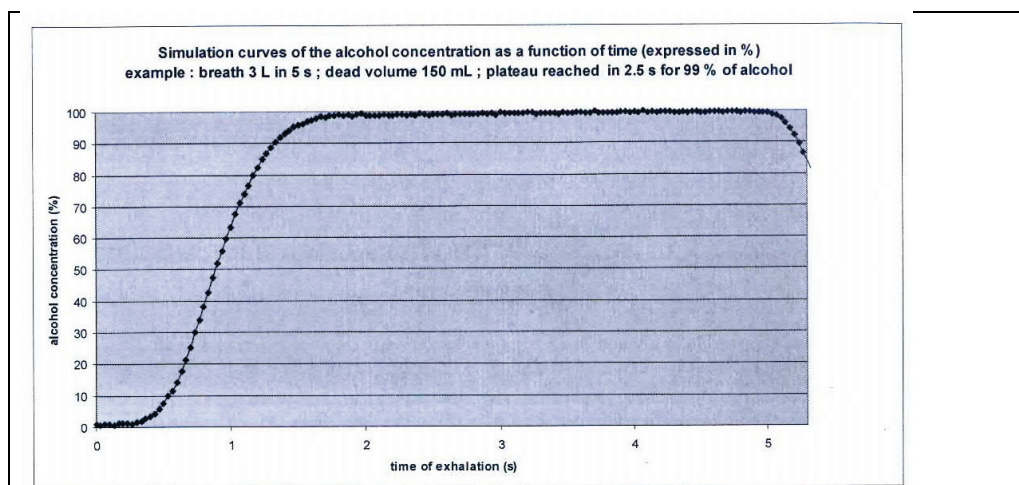 Simulation curves of the alcohol concentration as a function of time (expressed in %)
example : breath 3 L in 5 s ; dead volume 150 mL ; plateau reached in 2.5 s for 99 % of alcohol
alcohol concentration (%)
100
90
80
70
60
50
40
30
20
10
0
0 1 2 3 4 5
time of exhalation (s)